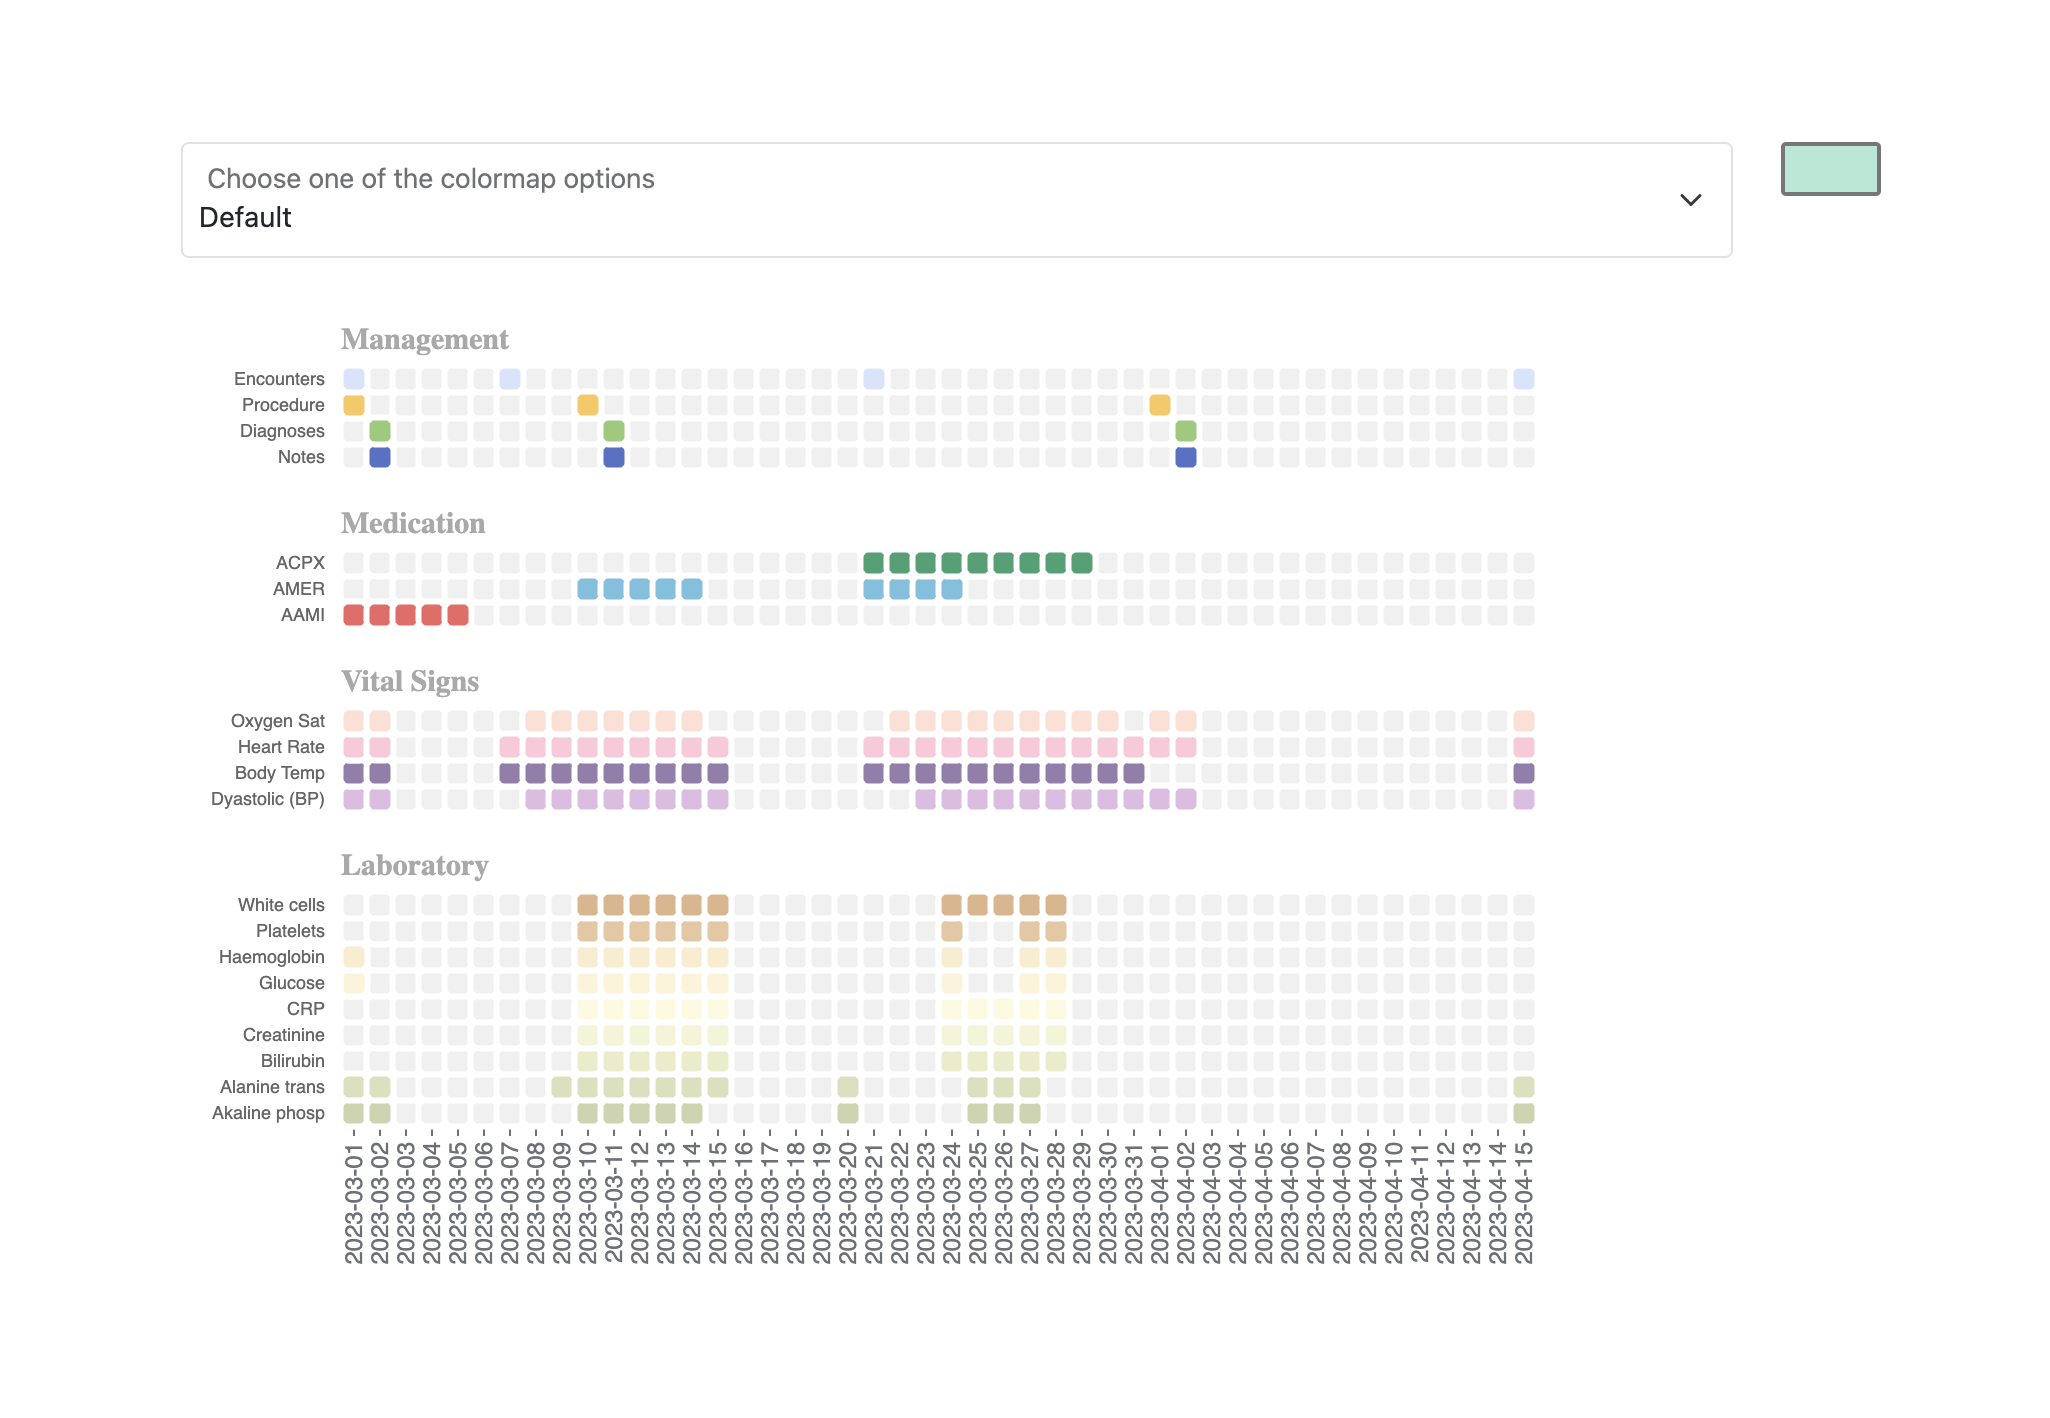 Choose one of the colormap options
Default
Management
Encounters
Procedure
Diagnoses
Notes
Medication
ACPX
AMER
AAMI
Vital Signs
Oxygen Sat
Heart Rate
Body Temp
Dyastolic (BP)
Laboratory
White cells
Platelets
Haemoglobin
Glucose
CRP
Creatinine
Bilirubin
Alanine trans
Akaline phosp
2023-03-01
2023-03-02
2023-03-03
2023-03-04
2023-03-05
2023-03-06
2023-03-07
2023-03-08
2023-03-09
2023-03-10
2023-03-11
2023-03-12
2023-03-13
2023-03-14
2023-03-15
2023-03-16
2023-03-17
2023-03-18
2023-03-19
2023-03-20
2023-03-21
2023-03-22
2023-03-23
2023-03-24
2023-03-25
2023-03-26
2023-03-27
2023-03-28
2023-03-29
2023-03-30
2023-03-31
2023-04-01
2023-04-02
2023-04-03
2023-04-04
2023-04-05
2023-04-06
2023-04-07
2023-04-08
2023-04-09
2023-04-10
2023-04-11
2023-04-12
2023-04-13
2023-04-14
2023-04-15